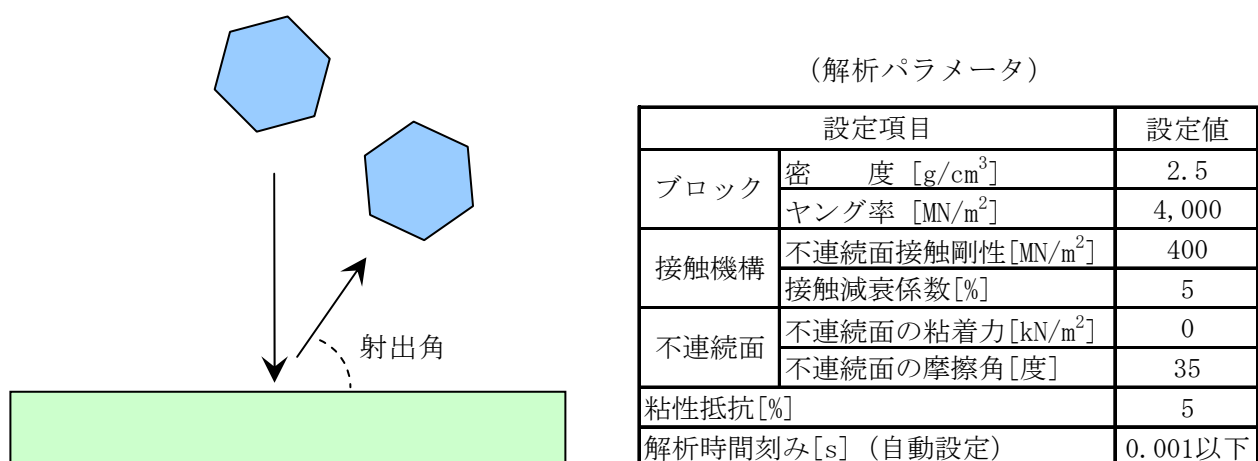 射出角
(解析パラメータ)
設定項目 設定値
ブロック 密　度 [g/cm³] 2.5
ヤング率 [MN/m²] 4,000
接触機構 不連続面接触剛性[MN/m²] 400
接触減衰係数[%] 5
不連続面 不連続面の粘着力[kN/m²] 0
不連続面の摩擦角[度] 35
粘性抵抗[%] 5
解析時間刻み[s] (自動設定) 0.001以下